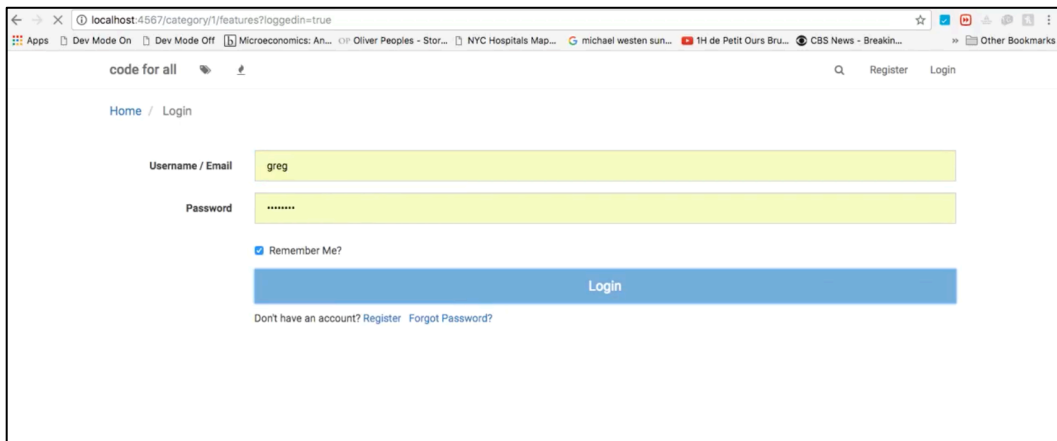 localhost:4567/category/1/features?loggedin=true
Apps Dev Mode On Dev Mode Off Microeconomics: An... OP Oliver Peoples - Stor... NYC Hospitals Map... G michael westen sun... 1H de Petit Ours Bru... CBS News - Breakin... » Other Bookmarks
code for all Register Login
Home / Login
Username / Email greg
Password ••••••••
Remember Me?
Login
Don't have an account? Register Forgot Password?